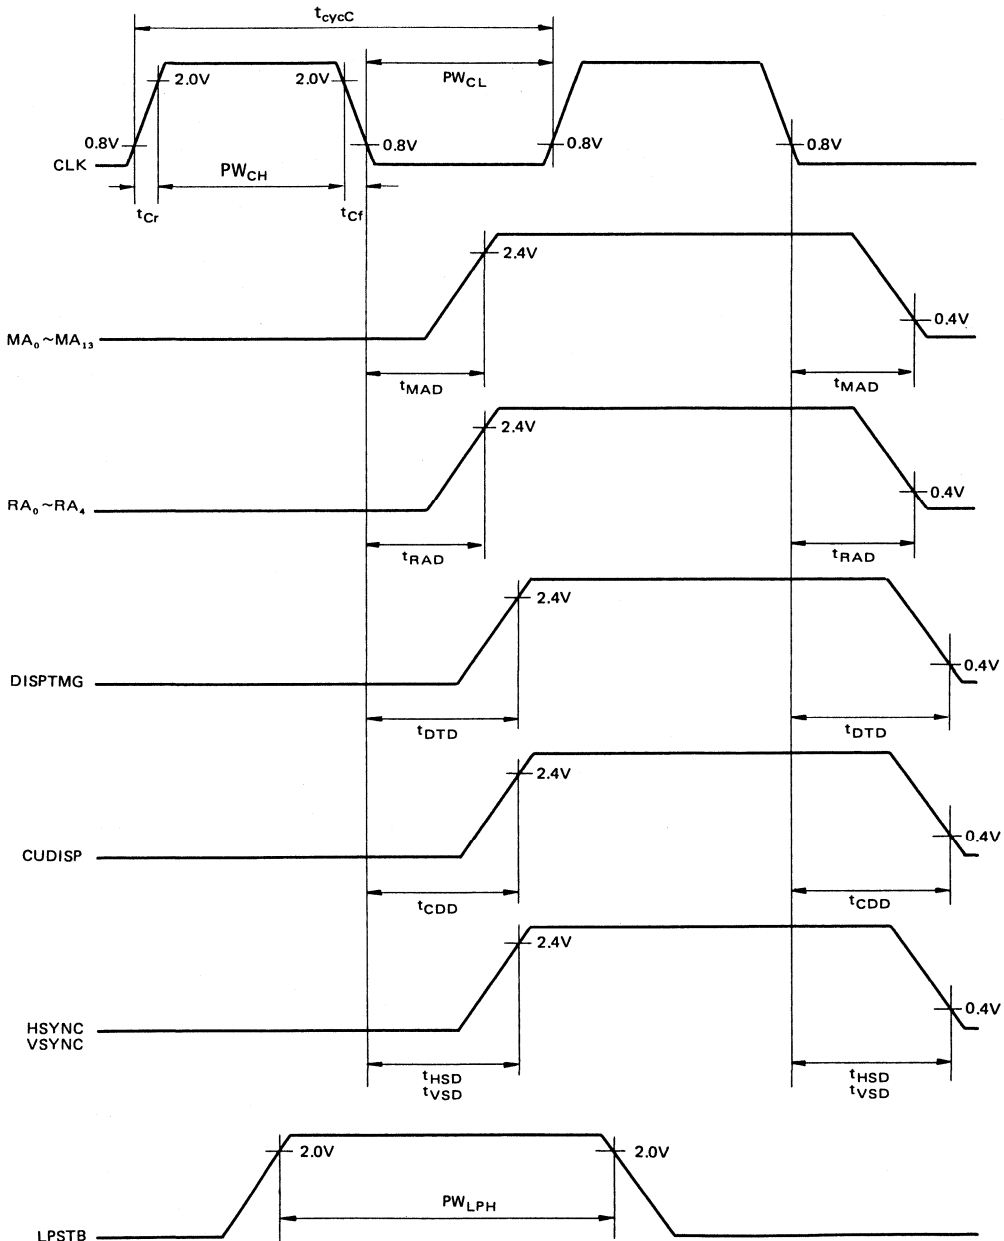 tcycC
2.0V 2.0V PWCL
0.8V 0.8V 0.8V 0.8V
CLK PWCH
tCr tCf
2.4V
0.4V
MA₀~MA₁₃
tMAD tMAD
2.4V
0.4V
RA₀~RA₄
tRAD tRAD
2.4V
0.4V
DISPTMG
tDTD tDTD
2.4V
0.4V
CUDISP
tCDD tCDD
2.4V
0.4V
HSYNC
VSYNC
tHSD tHSD
tVSD tVSD
2.0V 2.0V
PWLPH
LPSTB